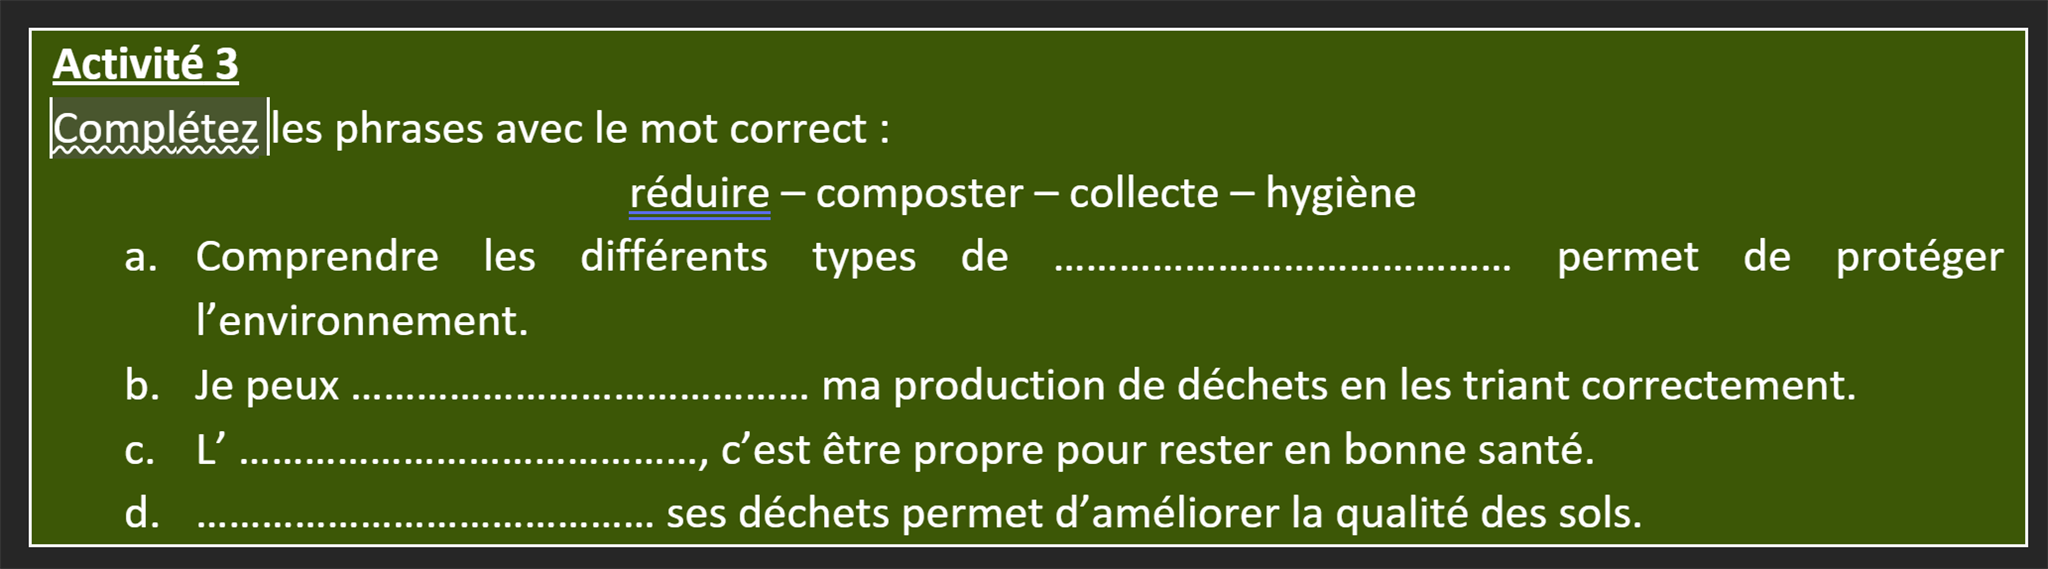 Activité 3
Complétez les phrases avec le mot correct :
réduire – composter – collecte – hygiène
a. Comprendre les différents types de .......................................... permet de protéger
l’environnement.
b. Je peux .......................................... ma production de déchets en les triant correctement.
c. L’ .........................................., c’est être propre pour rester en bonne santé.
d. .......................................... ses déchets permet d’améliorer la qualité des sols.